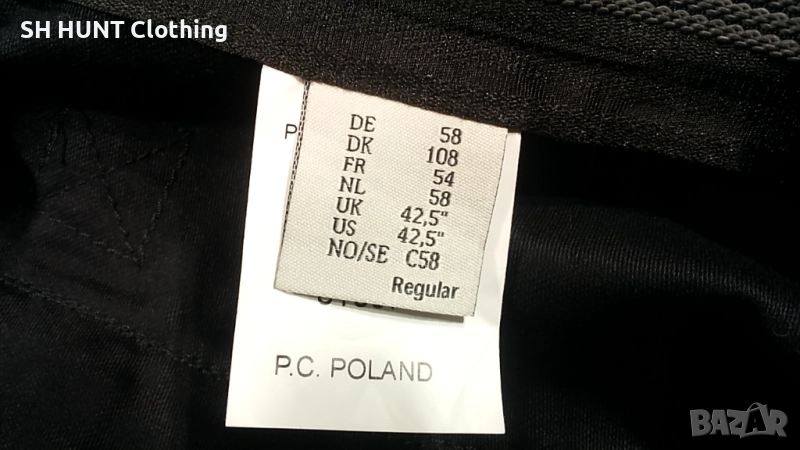 SH HUNT Clothing
DE 58
DK 108
FR 54
NL 58
UK 42,5"
US 42,5"
NO/SE C58
Regular
P.C. POLAND
BAZAR